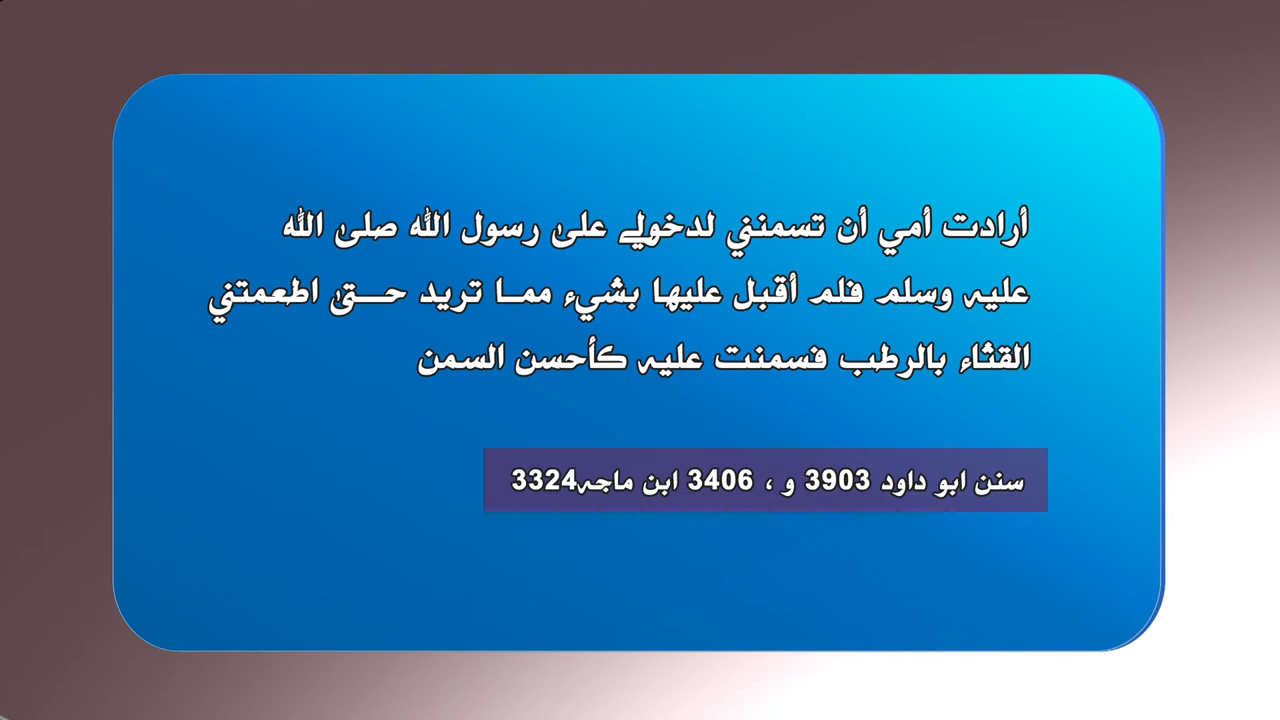 أرادت أمي أن تسمنني لدخولي على رسول الله صلى الله
عليه وسلم فلم أقبل عليها بشيء مما تريد حتى اطعمتني
القثاء بالرطب فسمنت عليه كأحسن السمن
سنن ابو داود 3903 و ، 3406 ابن ماجه3324